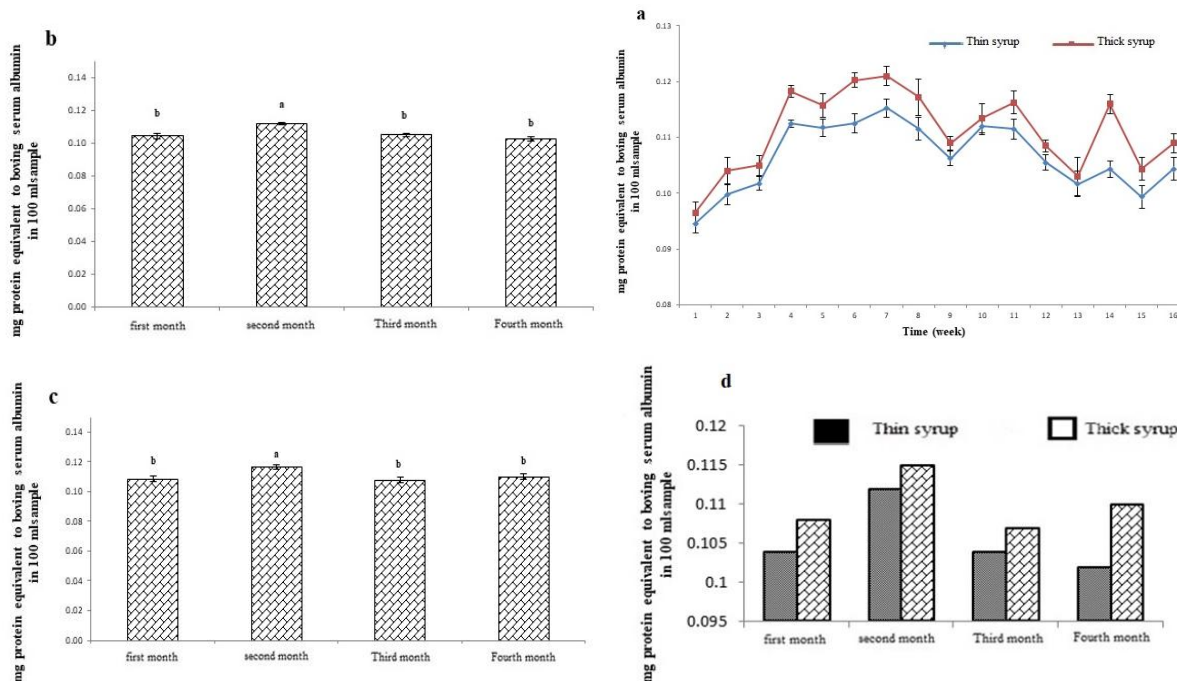 b
mg protein equivalent to boving serum albumin
in 100 mlsample
0.14
0.12
0.10
0.08
0.06
0.04
0.02
0.00
b
a
b
b
first month
second month
Third month
Fourth month
a
mg protein equivalent to boving serum albumin
in 100 mlsample
Thin syrup
Thick syrup
0.13
0.12
0.11
0.10
0.09
0.08
1 2 3 4 5 6 7 8 9 10 11 12 13 14 15 16
Time (week)
c
mg protein equivalent to boving serum albumin
in 100 mlsample
0.14
0.12
0.10
0.08
0.06
0.04
0.02
0.00
b
a
b
b
first month
second month
Third month
Fourth month
d
mg protein equivalent to boving serum albumin
in 100 mlsample
Thin syrup
Thick syrup
0.12
0.115
0.11
0.105
0.1
0.095
first month
second month
Third month
Fourth month